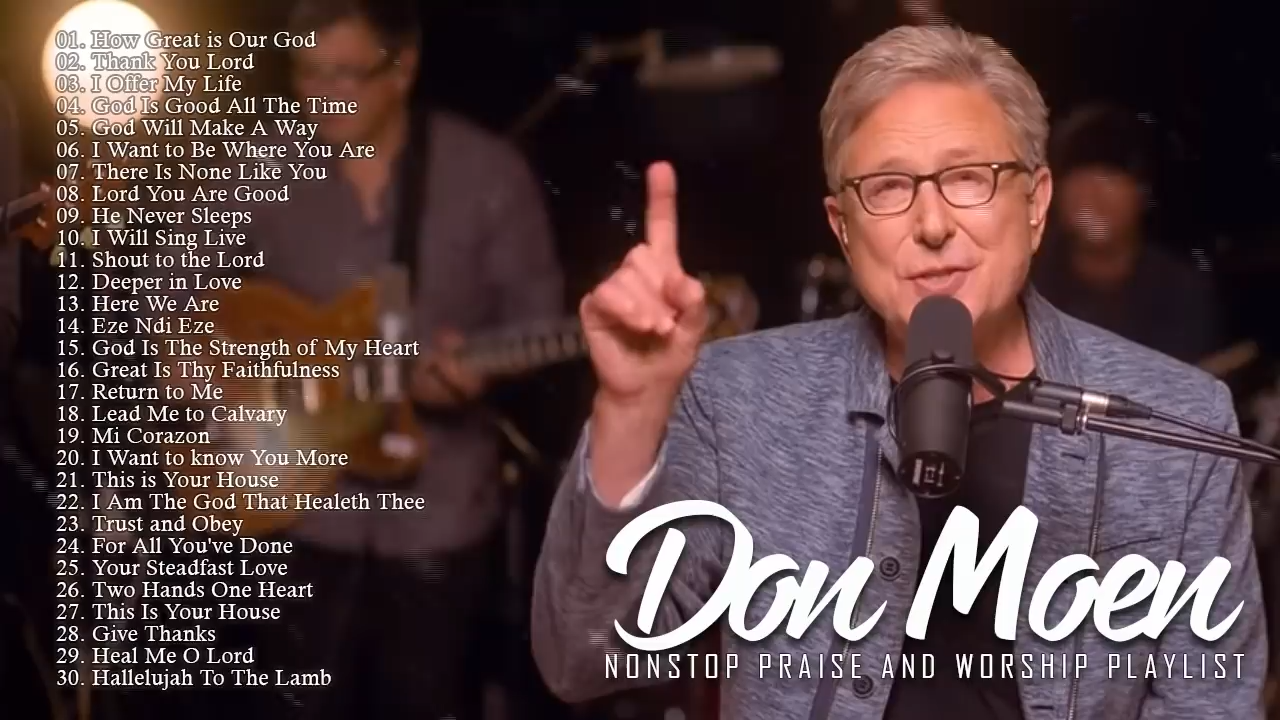 01. How Great is Our God
02. Thank You Lord
03. I Offer My Life
04. God Is Good All The Time
05. God Will Make A Way
06. I Want to Be Where You Are
07. There Is None Like You
08. Lord You Are Good
09. He Never Sleeps
10. I Will Sing Live
11. Shout to the Lord
12. Deeper in Love
13. Here We Are
14. Eze Ndi Eze
15. God Is The Strength of My Heart
16. Great Is Thy Faithfulness
17. Return to Me
18. Lead Me to Calvary
19. Mi Corazon
20. I Want to know You More
21. This is Your House
22. I Am The God That Healeth Thee
23. Trust and Obey
24. For All You've Done
25. Your Steadfast Love
26. Two Hands One Heart
27. This Is Your House
28. Give Thanks
29. Heal Me O Lord
30. Hallelujah To The Lamb
Don Moen
NONSTOP PRAISE AND WORSHIP PLAYLIST